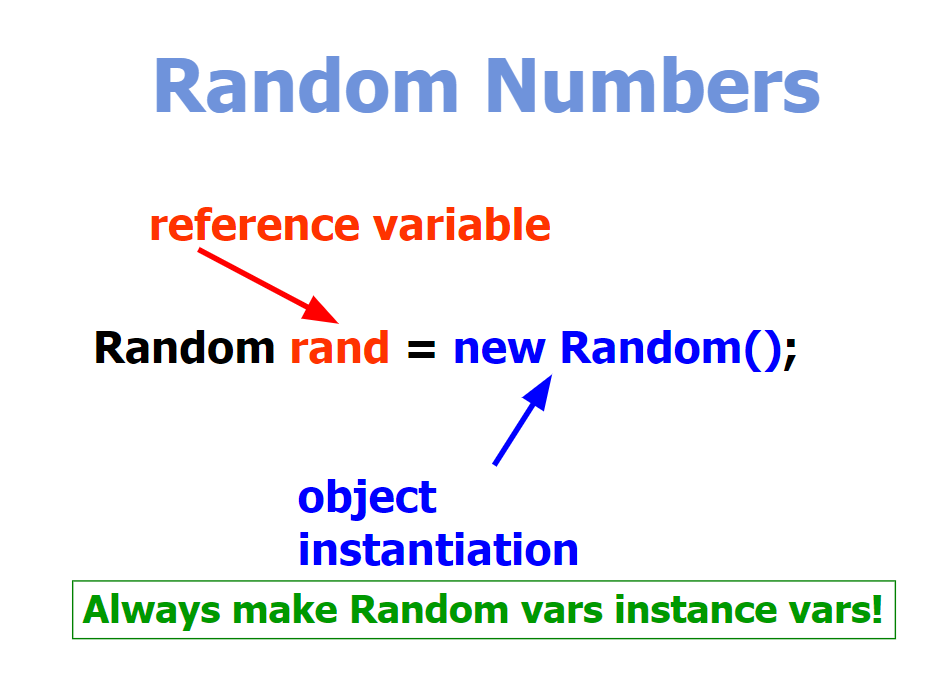 Random Numbers
reference variable
Random rand = new Random();
object
instantiation
Always make Random vars instance vars!